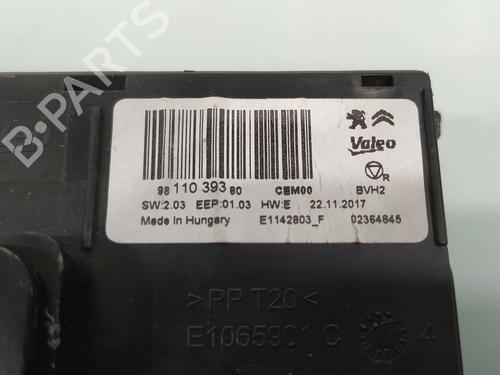 B-PARTS
Valeo
R
98 110 393 80 CEM00 BVH2
SW:2.03 EEP:01.03 HW:E 22.11.2017
Made in Hungary E1142803_F 02364845
>PP T20<
E1065901 C 4